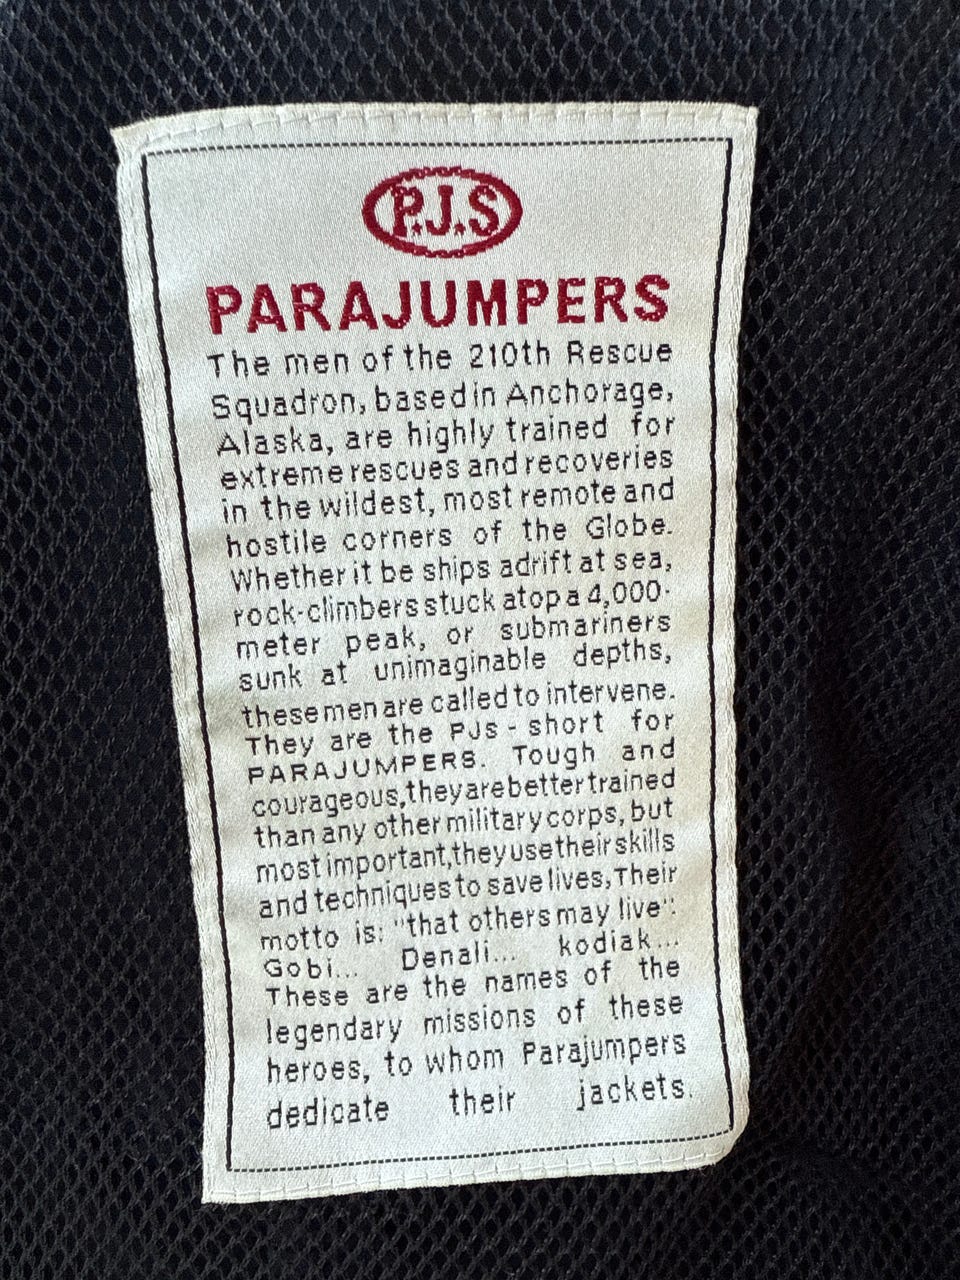 P.J.S
PARAJUMPERS
The men of the 210th Rescue
Squadron, based in Anchorage,
Alaska, are highly trained for
extreme rescues and recoveries
in the wildest, most remote and
hostile corners of the Globe.
Whether it be ships adrift at sea,
rock-climbers stuck atop a 4,000-
meter peak, or submariners
sunk at unimaginable depths,
these men are called to intervene.
They are the PJS - short for
PARAJUMPERS. Tough and
courageous, they are better trained
than any other military corps, but
most important, they use their skills
and techniques to save lives, Their
motto is: "that others may live".
Gobi... Denali... kodiak...
These are the names of the
legendary missions of these
heroes, to whom Parajumpers
dedicate their jackets.